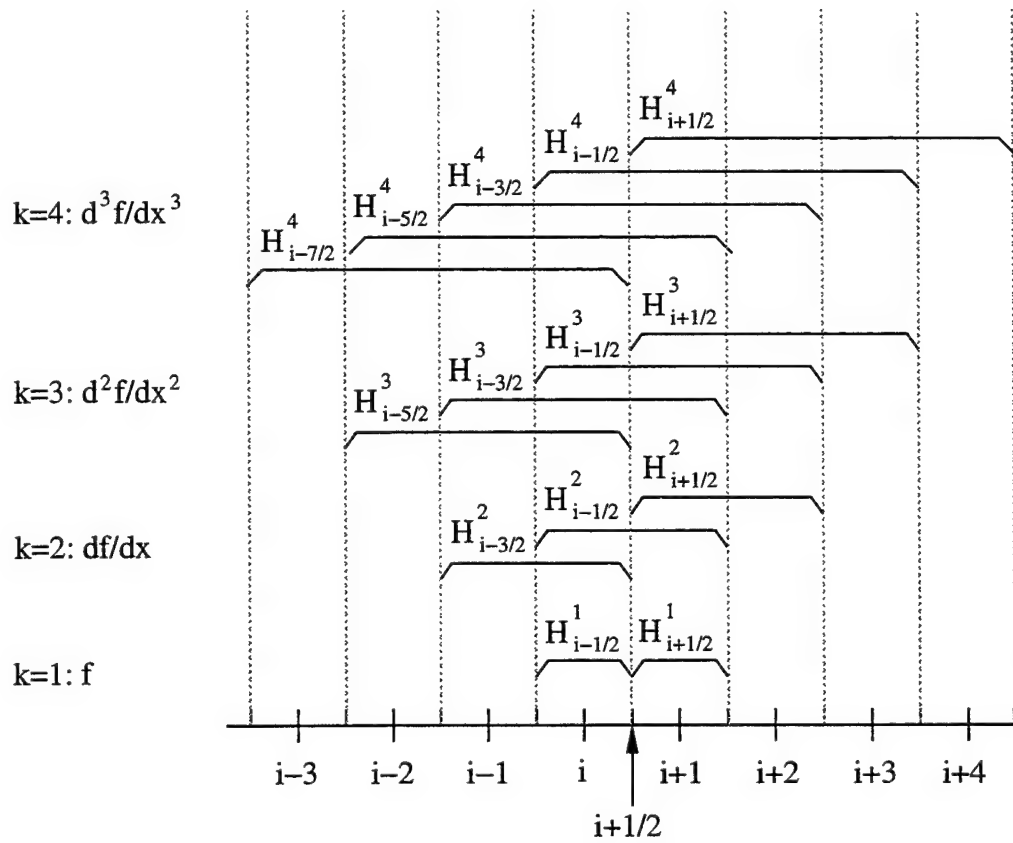 H^4_{i+1/2}
H^4_{i−1/2}
H^4_{i−3/2}
k=4: d^3 f/dx^3
H^4_{i−5/2}
H^4_{i−7/2}
H^3_{i+1/2}
H^3_{i−1/2}
H^3_{i−3/2}
k=3: d^2 f/dx^2
H^3_{i−5/2}
H^2_{i+1/2}
H^2_{i−1/2}
H^2_{i−3/2}
k=2: df/dx
H^1_{i−1/2} H^1_{i+1/2}
k=1: f
i−3 i−2 i−1 i i+1 i+2 i+3 i+4
i+1/2